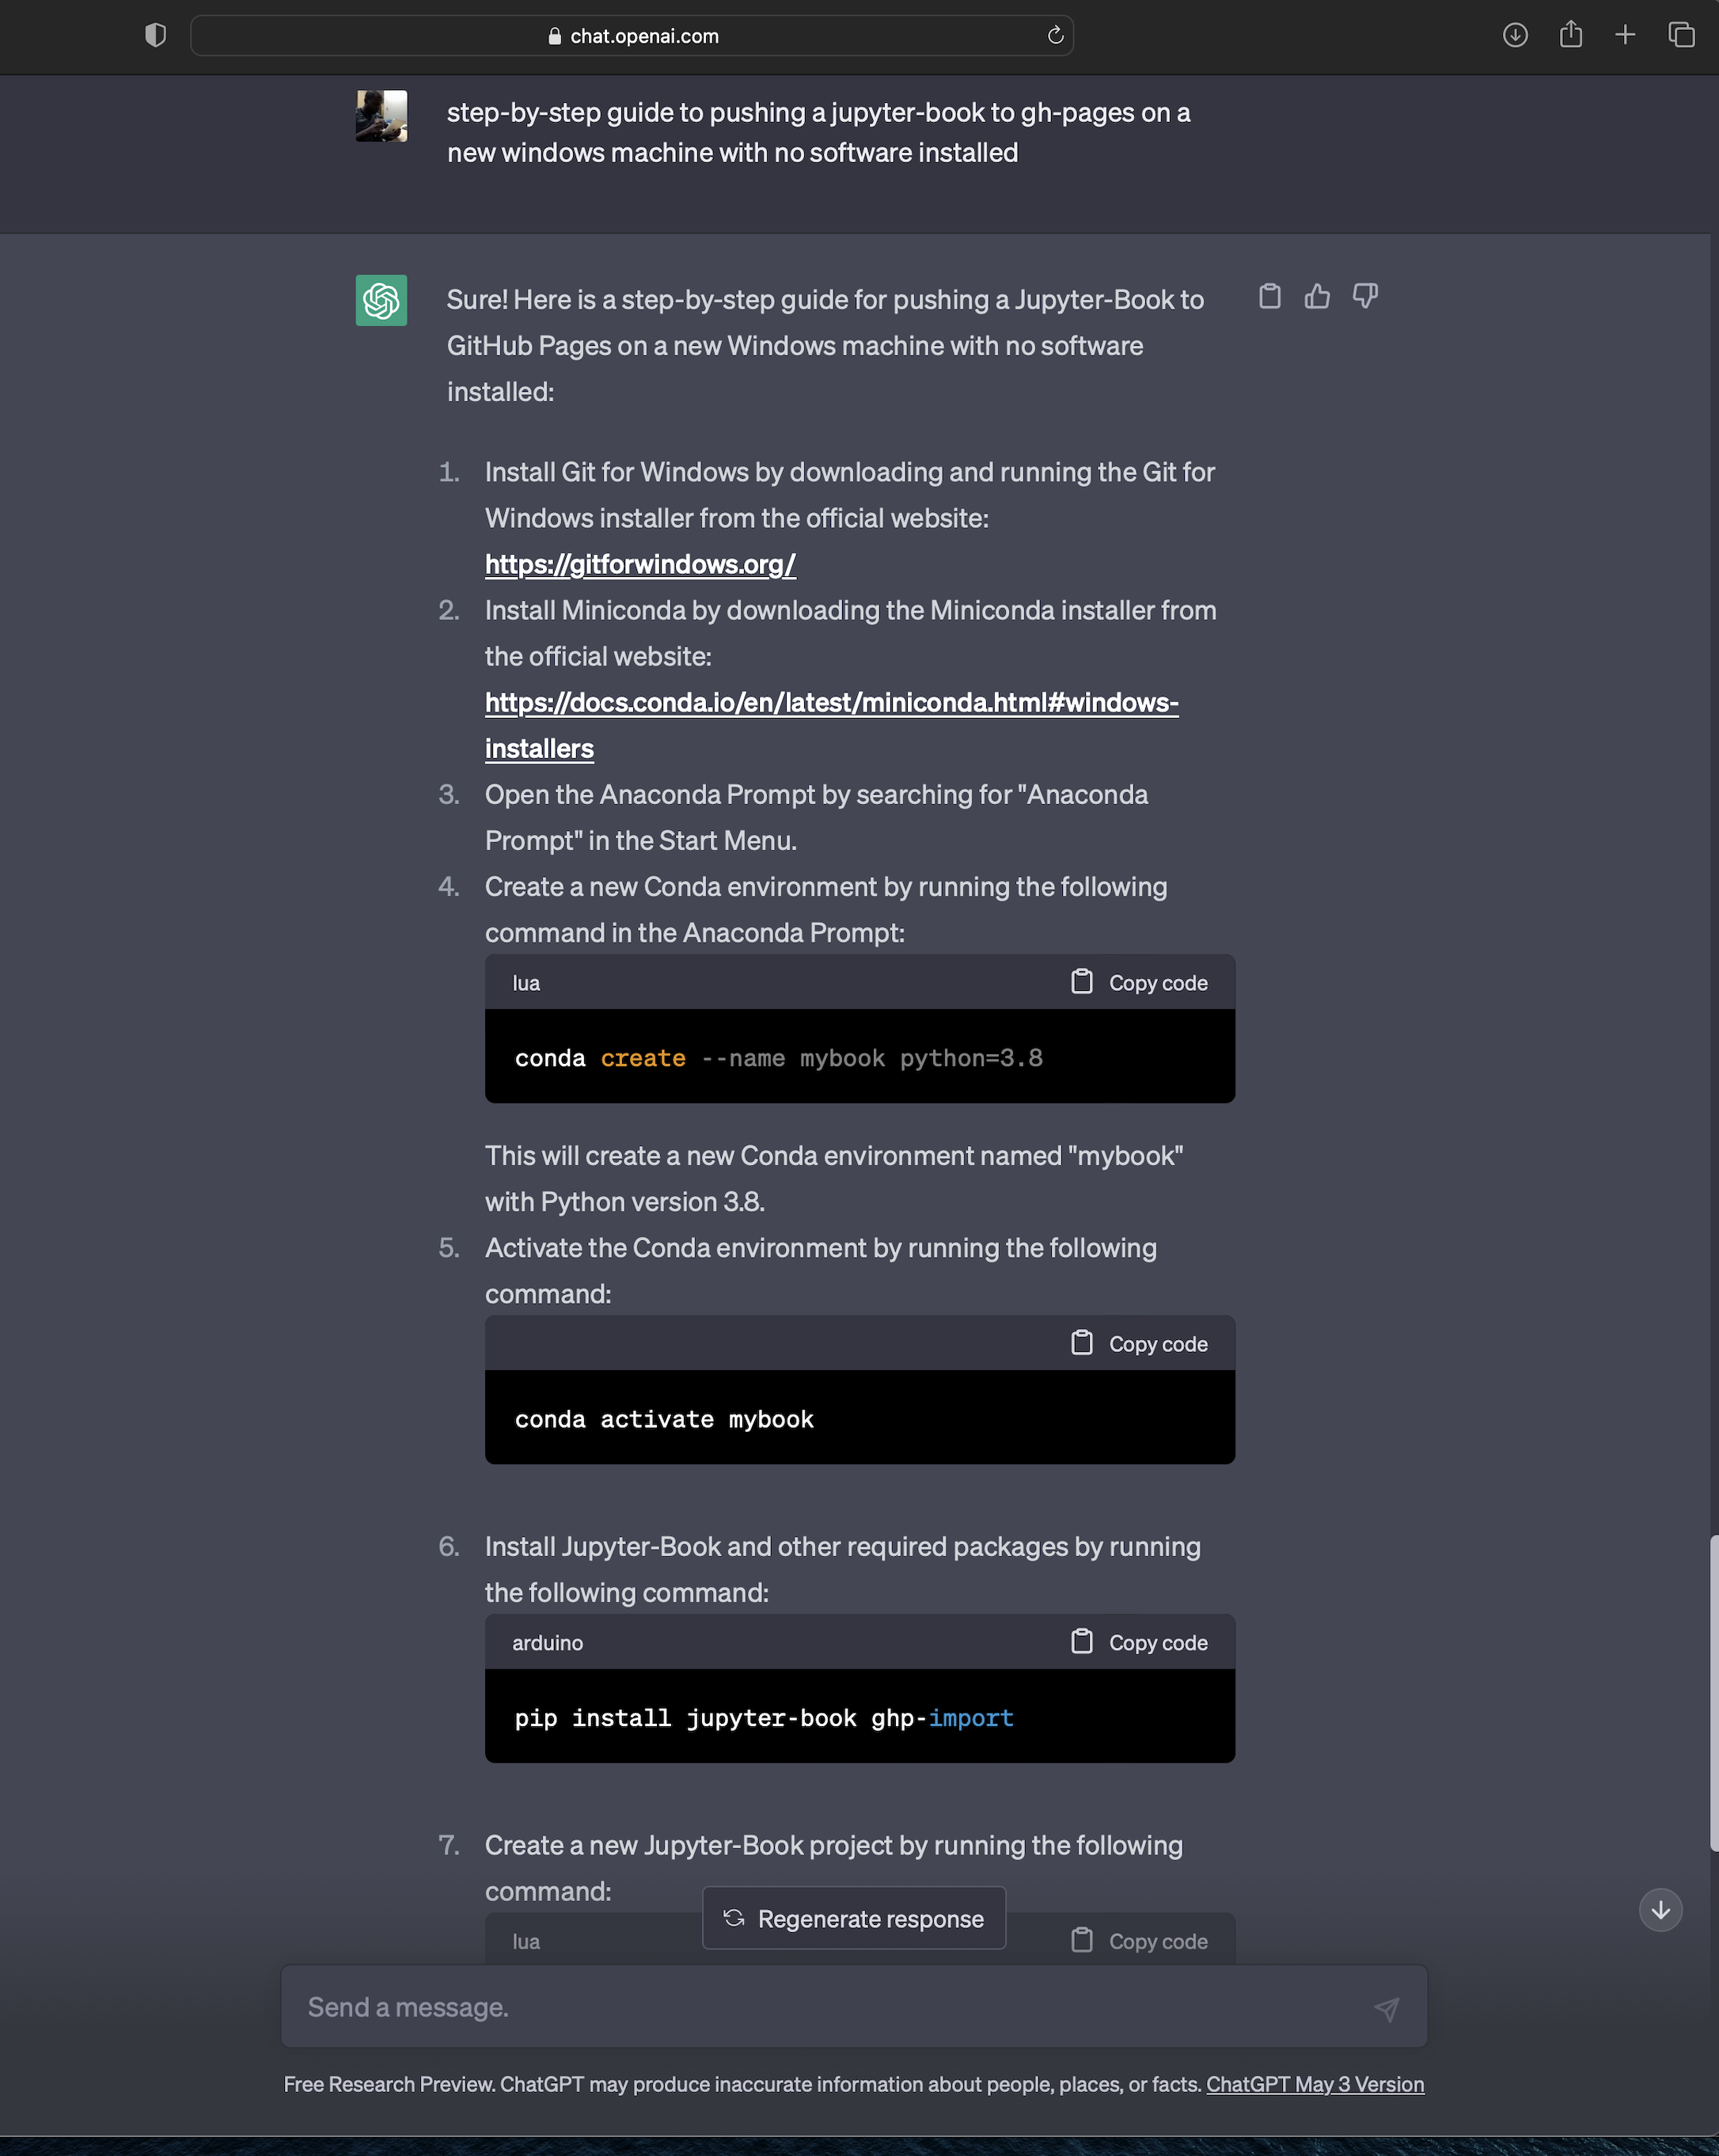 chat.openai.com
step-by-step guide to pushing a jupyter-book to gh-pages on a
new windows machine with no software installed
Sure! Here is a step-by-step guide for pushing a Jupyter-Book to
GitHub Pages on a new Windows machine with no software
installed:
1. Install Git for Windows by downloading and running the Git for
Windows installer from the official website:
https://gitforwindows.org/
2. Install Miniconda by downloading the Miniconda installer from
the official website:
https://docs.conda.io/en/latest/miniconda.html#windows-
installers
3. Open the Anaconda Prompt by searching for "Anaconda
Prompt" in the Start Menu.
4. Create a new Conda environment by running the following
command in the Anaconda Prompt:
lua Copy code
conda create --name mybook python=3.8
This will create a new Conda environment named "mybook"
with Python version 3.8.
5. Activate the Conda environment by running the following
command:
Copy code
conda activate mybook
6. Install Jupyter-Book and other required packages by running
the following command:
arduino Copy code
pip install jupyter-book ghp-import
7. Create a new Jupyter-Book project by running the following
command:
Regenerate response
lua Copy code
Send a message.
Free Research Preview. ChatGPT may produce inaccurate information about people, places, or facts. ChatGPT May 3 Version